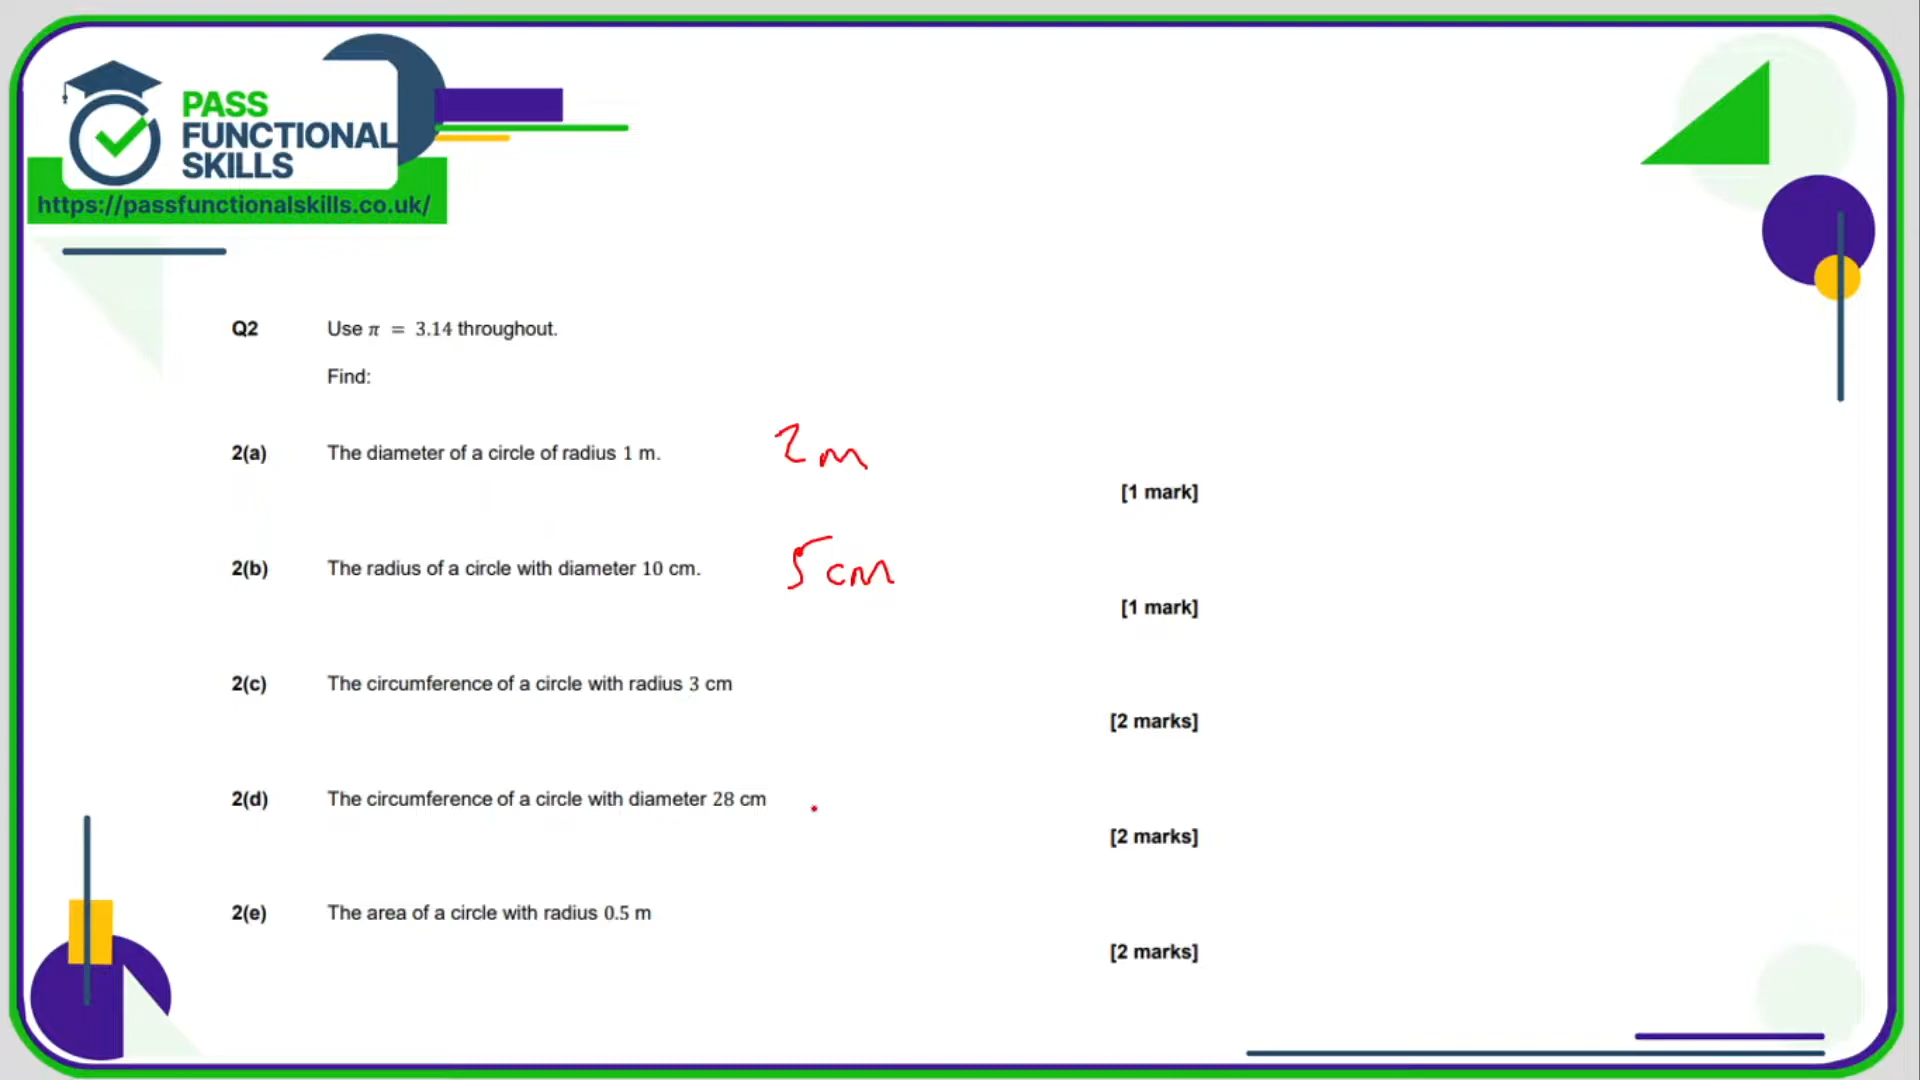 PASS
FUNCTIONAL
SKILLS
https://passfunctionalskills.co.uk/
Q2 Use π = 3.14 throughout.
Find:
2(a) The diameter of a circle of radius 1 m. 2m
[1 mark]
2(b) The radius of a circle with diameter 10 cm. 5cm
[1 mark]
2(c) The circumference of a circle with radius 3 cm
[2 marks]
2(d) The circumference of a circle with diameter 28 cm
[2 marks]
2(e) The area of a circle with radius 0.5 m
[2 marks]